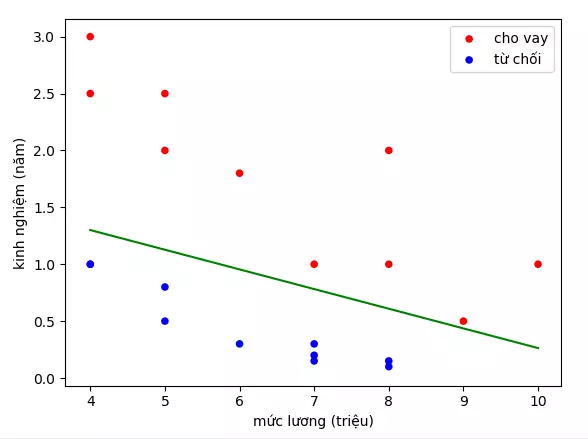 cho vay
từ chối
3.0
2.5
2.0
1.5
1.0
0.5
0.0
kinh nghiệm (năm)
4 5 6 7 8 9 10
mức lương (triệu)